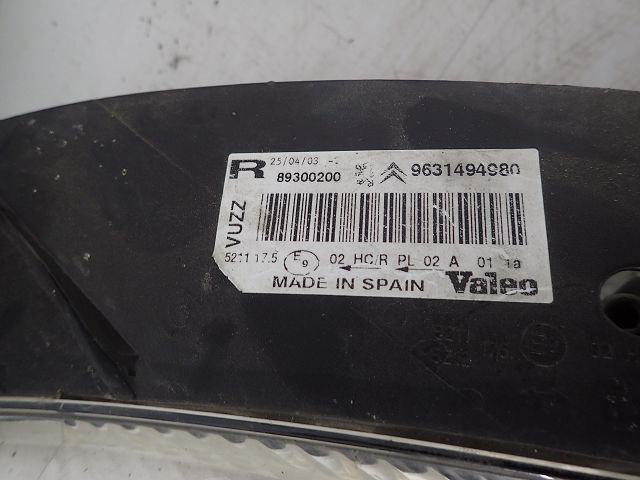 R 25/04/03
89300200 9631494980
VUZZ
5211 17.5 E9 02 HC/R PL 02 A 01 1a
MADE IN SPAIN Valeo